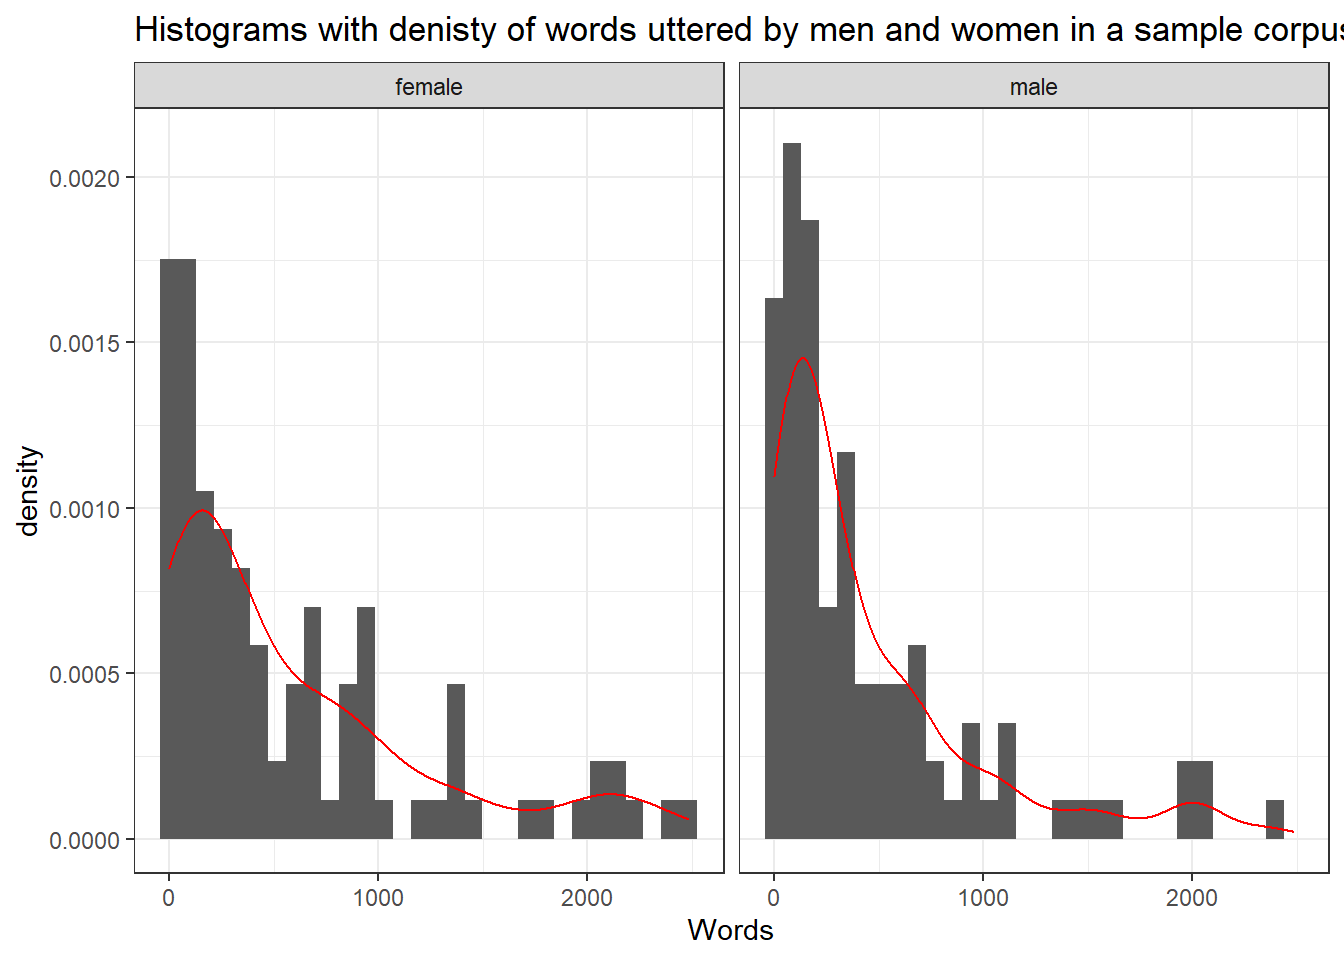 Histograms with denisty of words uttered by men and women in a sample corpus
female
male
0.0020
0.0015
0.0010
0.0005
0.0000
density
0
1000
2000
0
1000
2000
Words